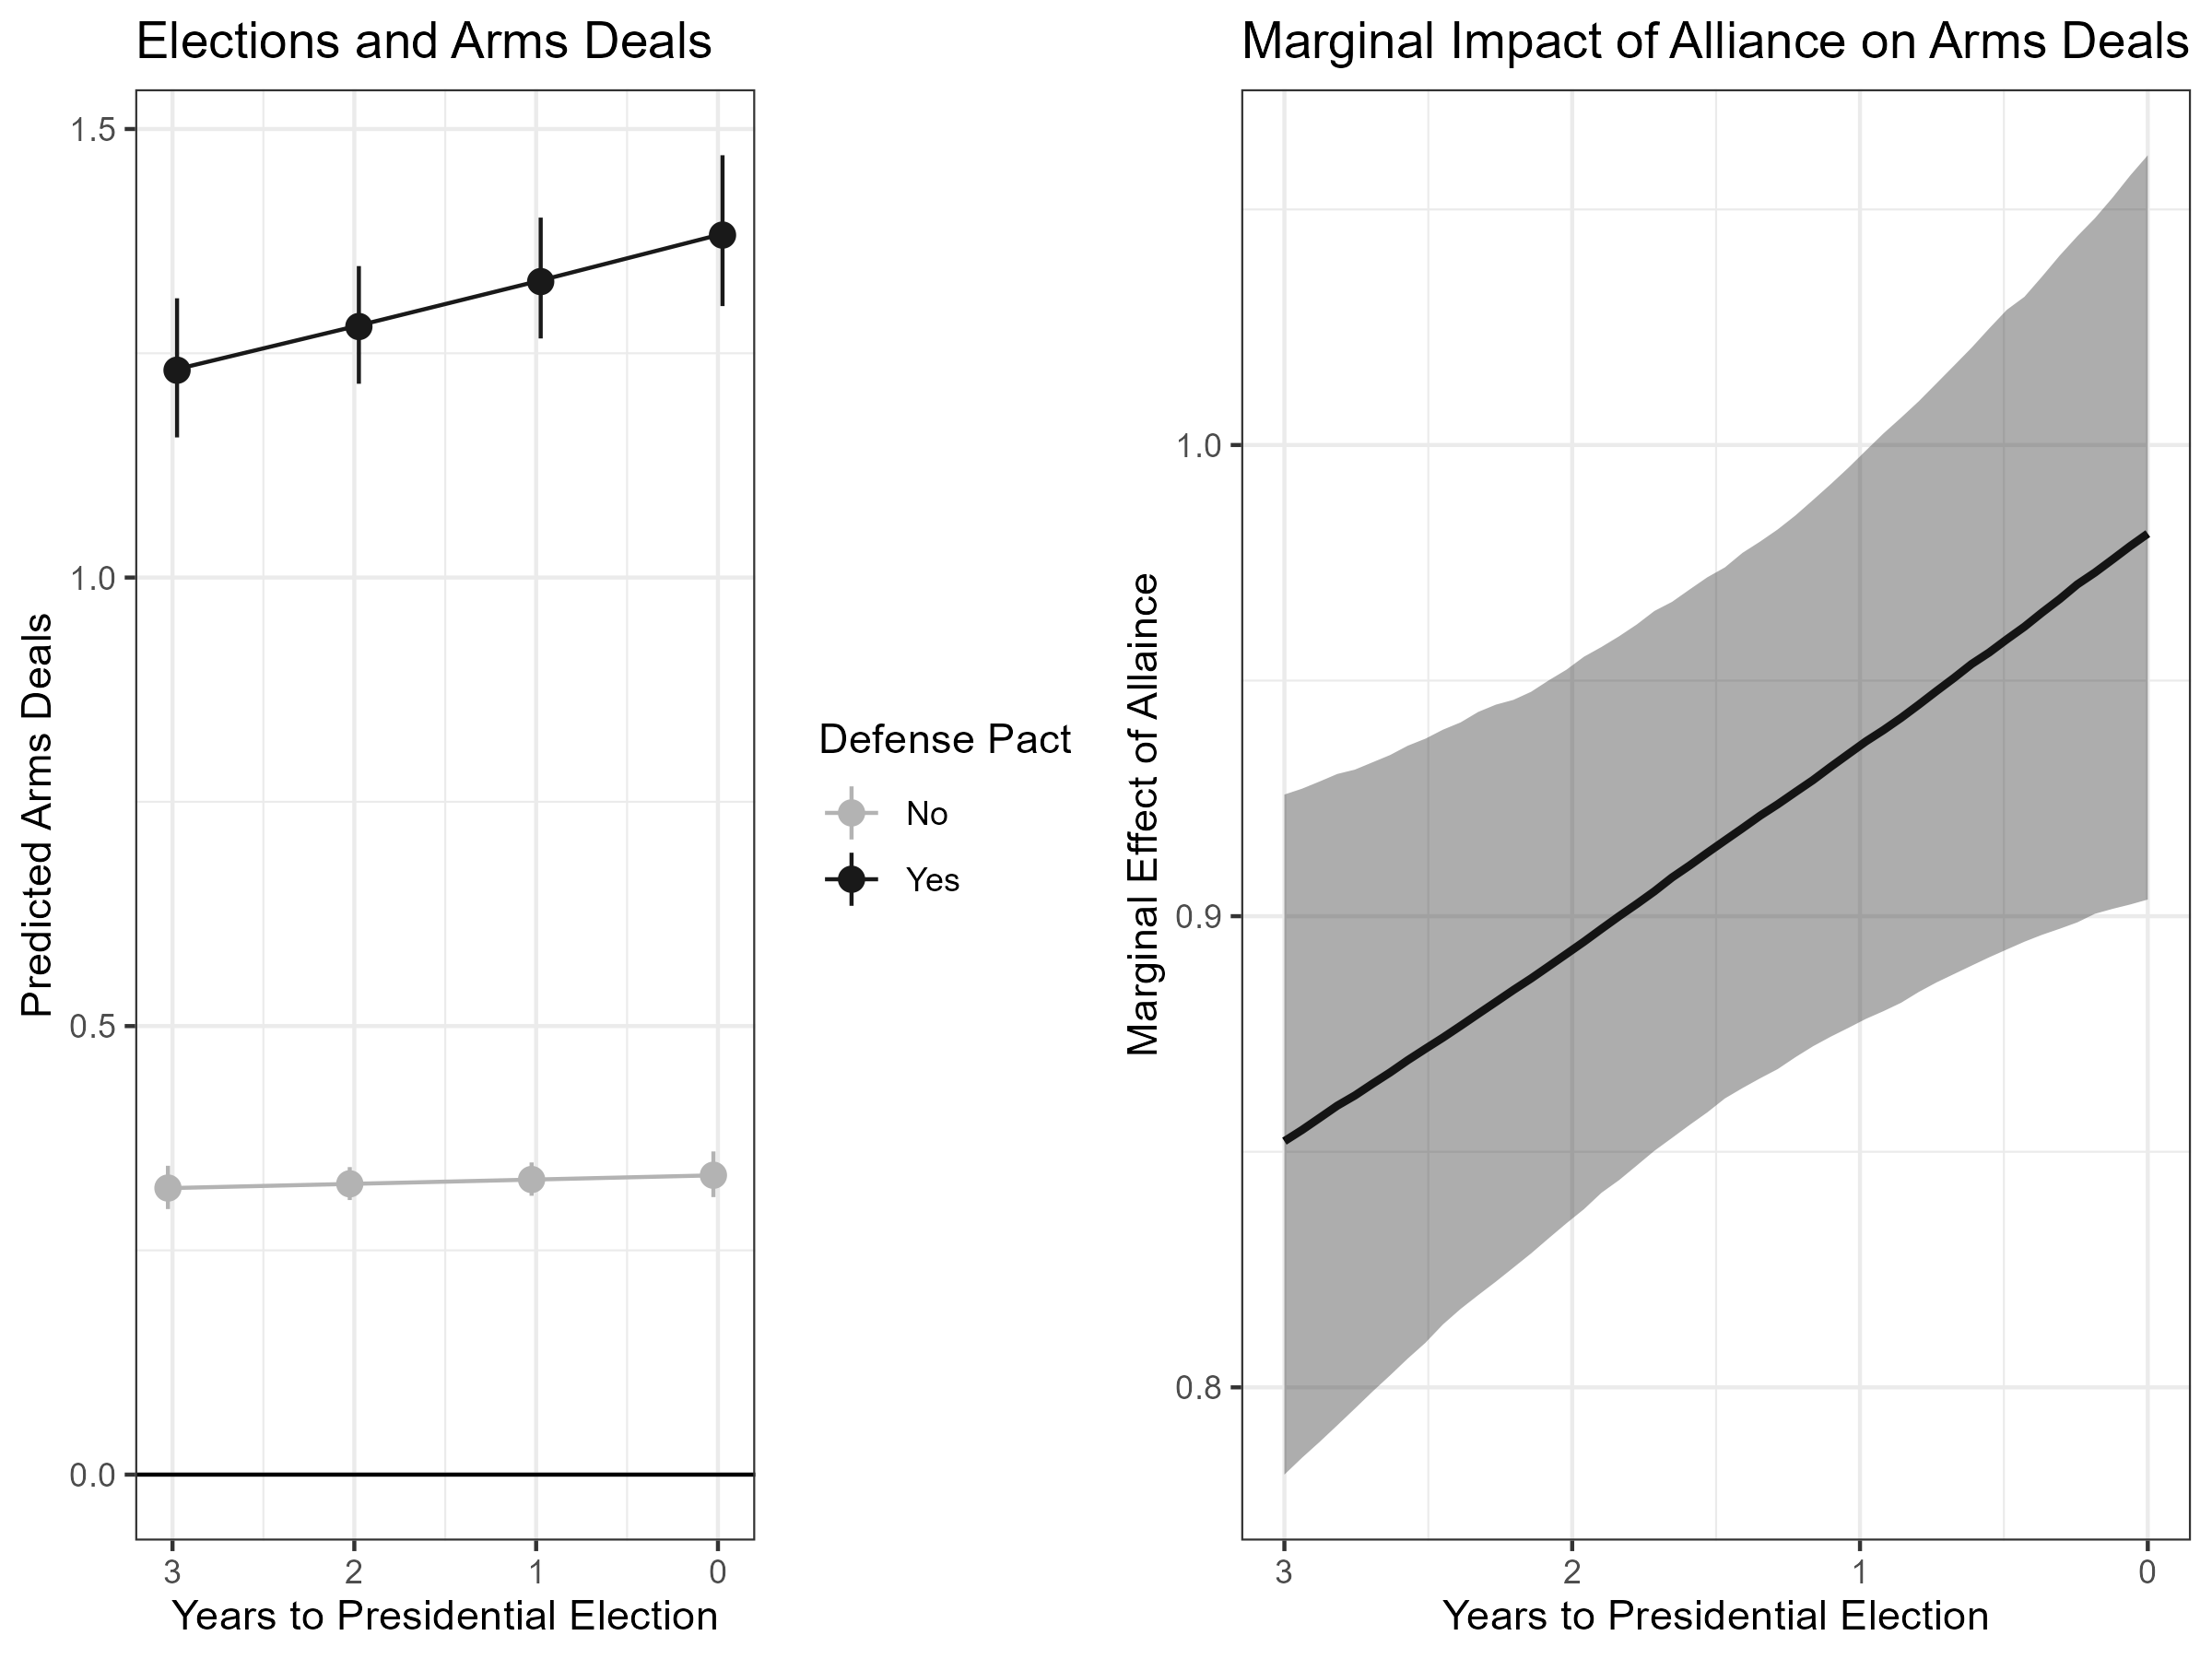 Elections and Arms Deals
Predicted Arms Deals
1.5
1.0
0.5
0.0
3 2 1 0
Years to Presidential Election
Defense Pact
No
Yes
Marginal Impact of Alliance on Arms Deals
Marginal Effect of Allaince
1.0
0.9
0.8
3 2 1 0
Years to Presidential Election